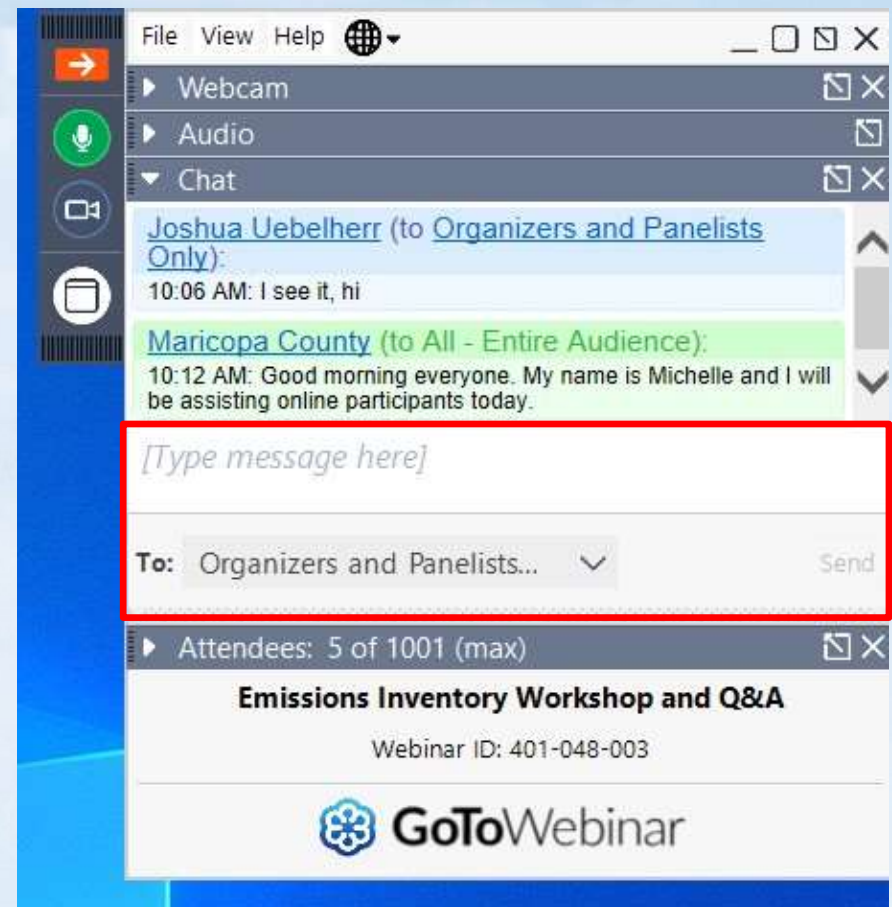 File View Help
Webcam
Audio
Chat
Joshua Uebelherr (to Organizers and Panelists
Only):
10:06 AM: I see it, hi
Maricopa County (to All - Entire Audience):
10:12 AM: Good morning everyone. My name is Michelle and I will
be assisting online participants today.
[Type message here]
To: Organizers and Panelists... Send
Attendees: 5 of 1001 (max)
Emissions Inventory Workshop and Q&A
Webinar ID: 401-048-003
GoToWebinar